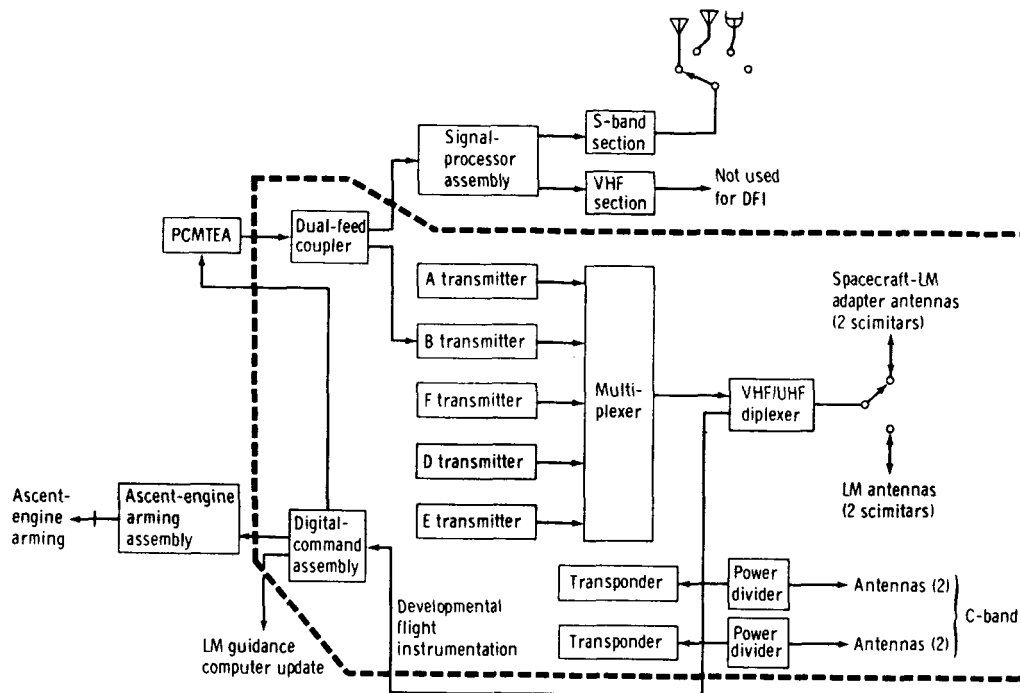 S-band
section
Signal-
processor
assembly
VHF
section
Not used
for DFI
PCMTEA
Dual-feed
coupler
A transmitter
B transmitter
F transmitter
D transmitter
E transmitter
Multi-
plexer
Spacecraft-LM
adapter antennas
(2 scimitars)
VHF/UHF
diplexer
LM antennas
(2 scimitars)
Ascent-
engine
arming
Ascent-engine
arming
assembly
Digital-
command
assembly
LM guidance
computer update
Developmental
flight
instrumentation
Transponder
Power
divider
Antennas (2)
Transponder
Power
divider
Antennas (2)
C-band